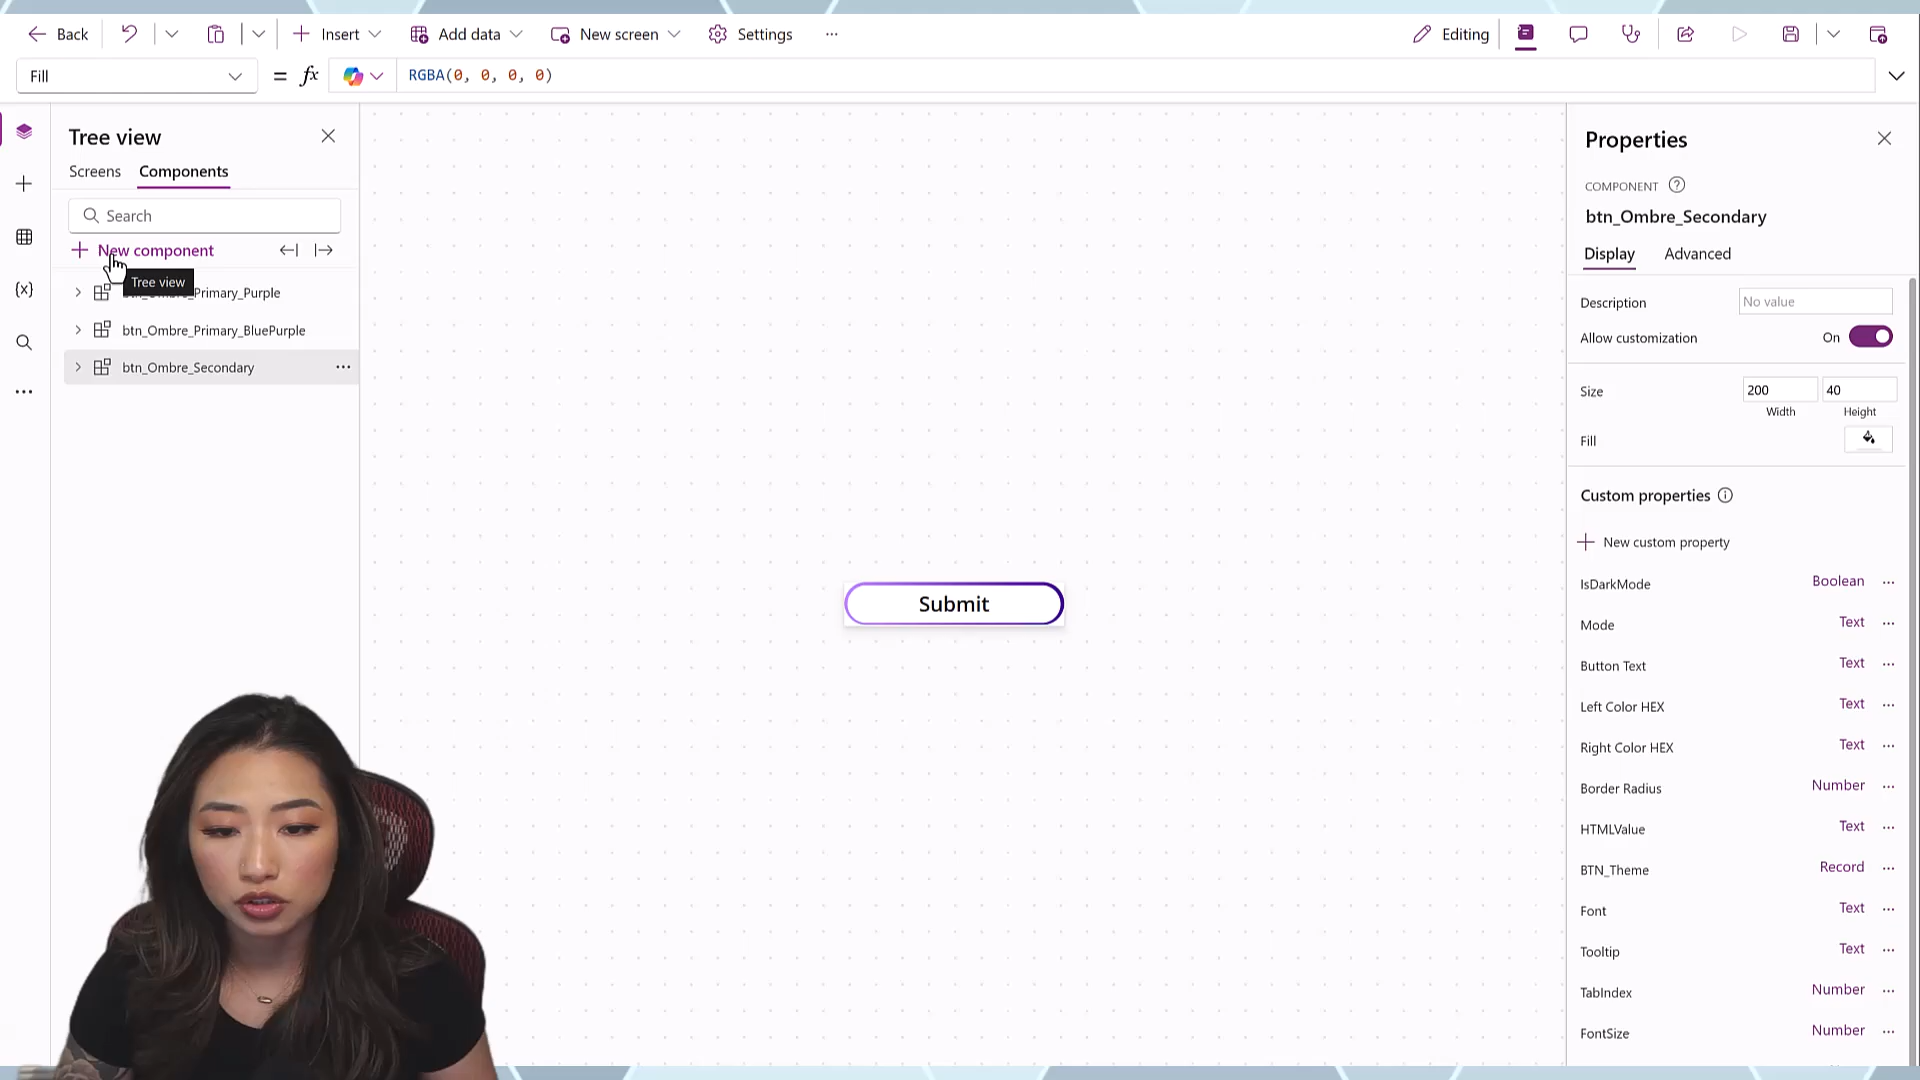 Back
Insert
Add data
New screen
Settings
Editing
Fill
= fx
RGBA(0, 0, 0, 0)
Tree view
Screens
Components
Search
New component
Tree view
Primary_Purple
btn_Ombre_Primary_BluePurple
btn_Ombre_Secondary
Submit
Properties
COMPONENT
btn_Ombre_Secondary
Display
Advanced
Description
No value
Allow customization
On
Size
200
40
Width
Height
Fill
Custom properties
New custom property
IsDarkMode
Boolean
Mode
Text
Button Text
Text
Left Color HEX
Text
Right Color HEX
Text
Border Radius
Number
HTMLValue
Text
BTN_Theme
Record
Font
Text
Tooltip
Text
TabIndex
Number
FontSize
Number